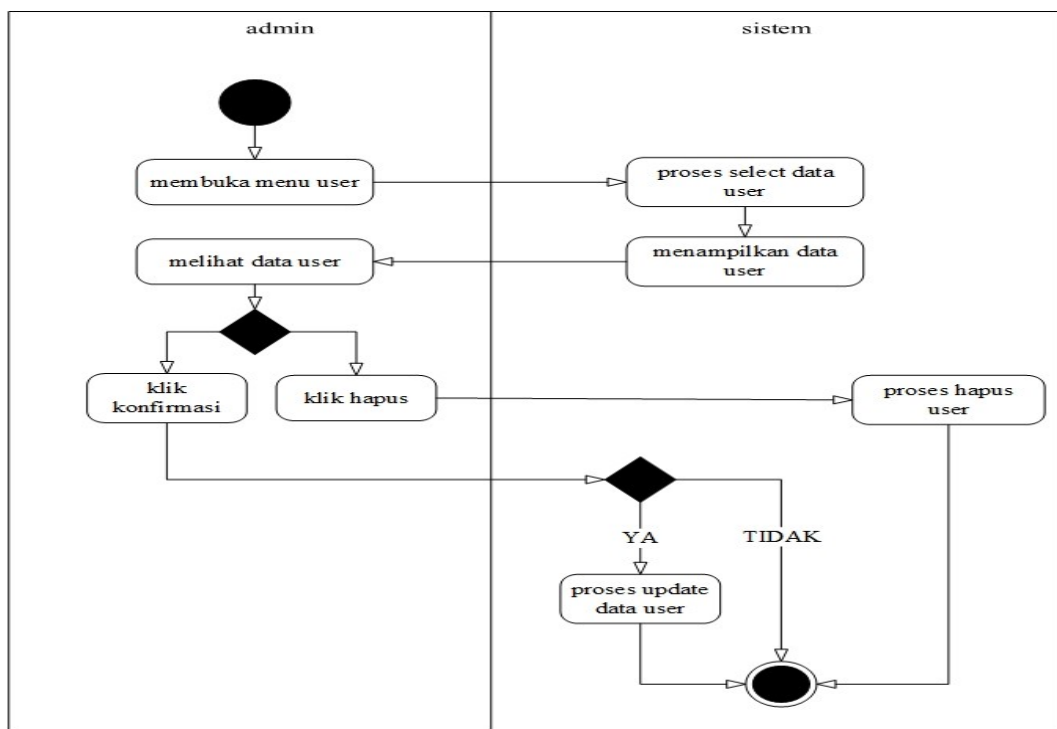 admin
sistem
membuka menu user
proses select data
user
melihat data user
menampilkan data
user
klik
konfirmasi
klik hapus
proses hapus
user
YA
TIDAK
proses update
data user